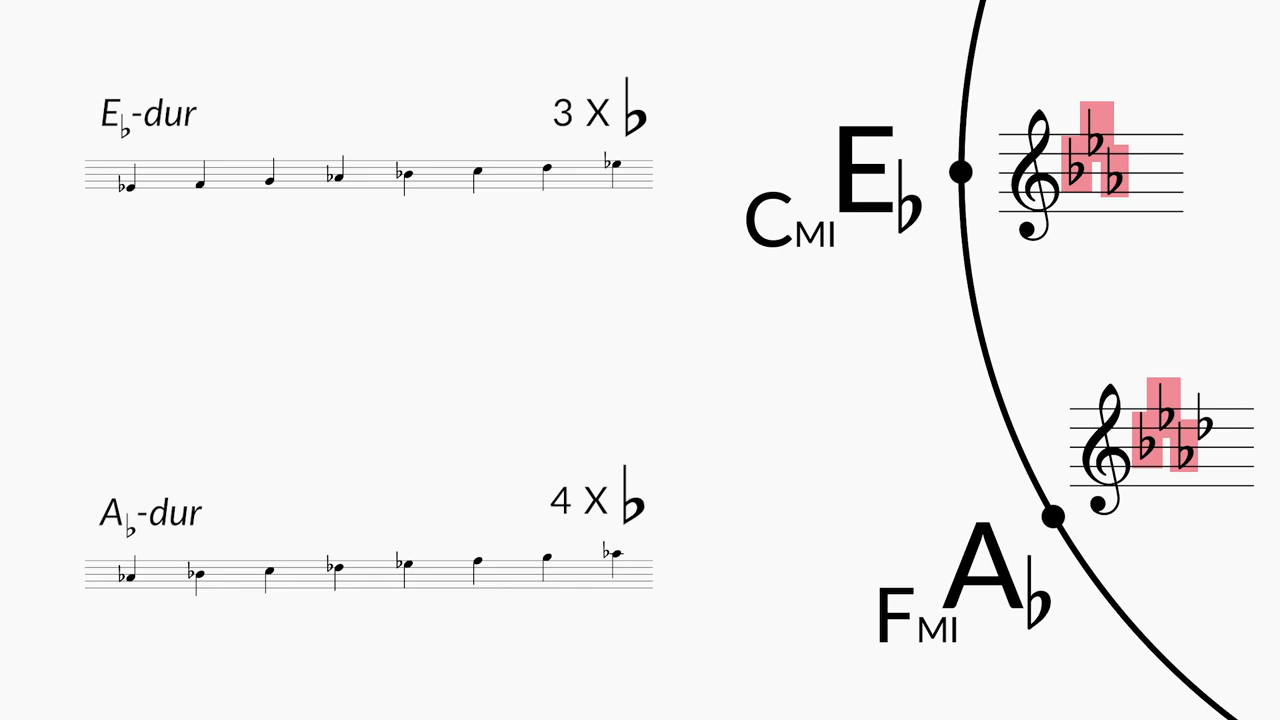 E♭-dur
3 X ♭
A♭-dur
4 X ♭
E♭
CMI
A♭
FMI